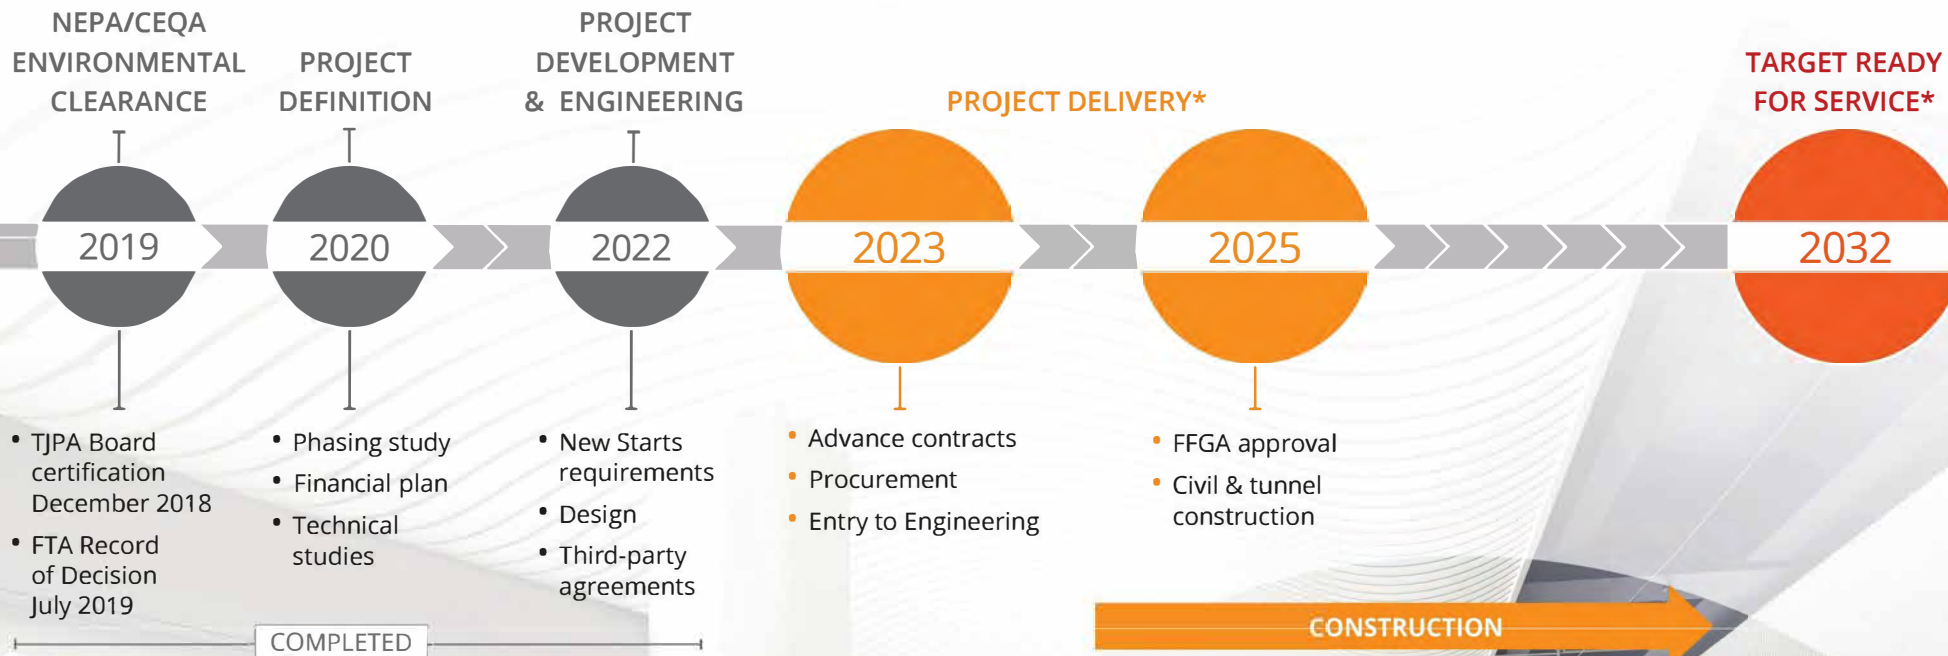 NEPA/CEQA
ENVIRONMENTAL
CLEARANCE
PROJECT
DEFINITION
PROJECT
DEVELOPMENT
& ENGINEERING
PROJECT DELIVERY*
TARGET READY
FOR SERVICE*
2019
2020
2022
2023
2025
2032
• TJPA Board
certification
December 2018
• FTA Record
of Decision
July 2019
• Phasing study
• Financial plan
• Technical
studies
• New Starts
requirements
• Design
• Third-party
agreements
• Advance contracts
• Procurement
• Entry to Engineering
• FFGA approval
• Civil & tunnel
construction
COMPLETED
CONSTRUCTION